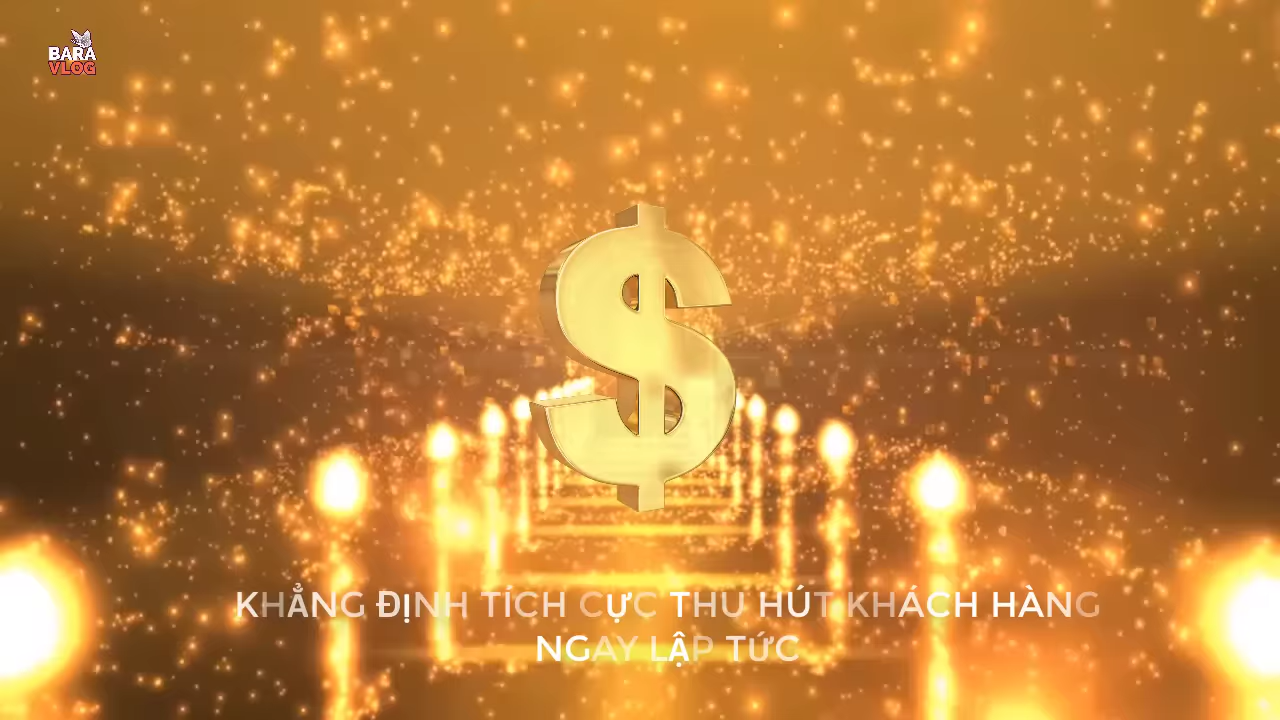 BARA
VLOG
KHẲNG ĐỊNH TÍCH CỰC THU HÚT KHÁCH HÀNG
NGAY LẬP TỨC